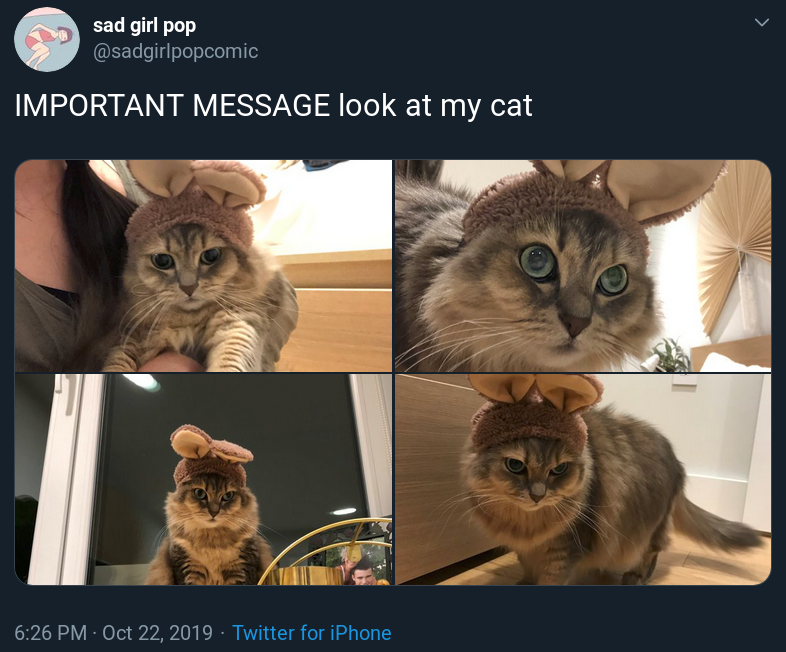 sad girl pop
@sadgirlpopcomic
IMPORTANT MESSAGE look at my cat
6:26 PM · Oct 22, 2019 · Twitter for iPhone